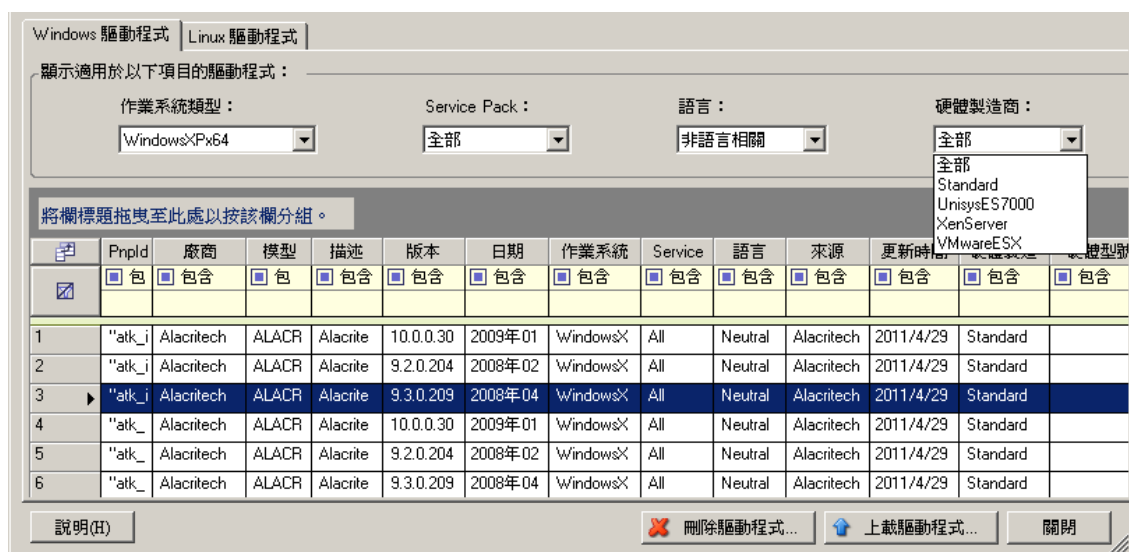 Windows 驅動程式 Linux 驅動程式
顯示適用於以下項目的驅動程式：
作業系統類型： Service Pack： 語言： 硬體製造商：
WindowsXPx64 全部 非語言相關 全部
全部
Standard
UnisysES7000
XenServer
VMwareESX
將欄標題拖曳至此處以按該欄分組。
PnpId 廠商 模型 描述 版本 日期 作業系統 Service 語言 來源 更新時間
包 包含 包 包含 包含 包含 包含 包含 包含 包含 包含 包含 包含
1 "atk_i Alacritech ALACR Alacrite 10.0.0.30 2009年01 WindowsX All Neutral Alacritech 2011/4/29 Standard
2 "atk_i Alacritech ALACR Alacrite 9.2.0.204 2008年02 WindowsX All Neutral Alacritech 2011/4/29 Standard
3 "atk_i Alacritech ALACR Alacrite 9.3.0.209 2008年04 WindowsX All Neutral Alacritech 2011/4/29 Standard
4 "atk_ Alacritech ALACR Alacrite 10.0.0.30 2009年01 WindowsX All Neutral Alacritech 2011/4/29 Standard
5 "atk_ Alacritech ALACR Alacrite 9.2.0.204 2008年02 WindowsX All Neutral Alacritech 2011/4/29 Standard
6 "atk_ Alacritech ALACR Alacrite 9.3.0.209 2008年04 WindowsX All Neutral Alacritech 2011/4/29 Standard
說明(H) 刪除驅動程式... 上載驅動程式... 關閉